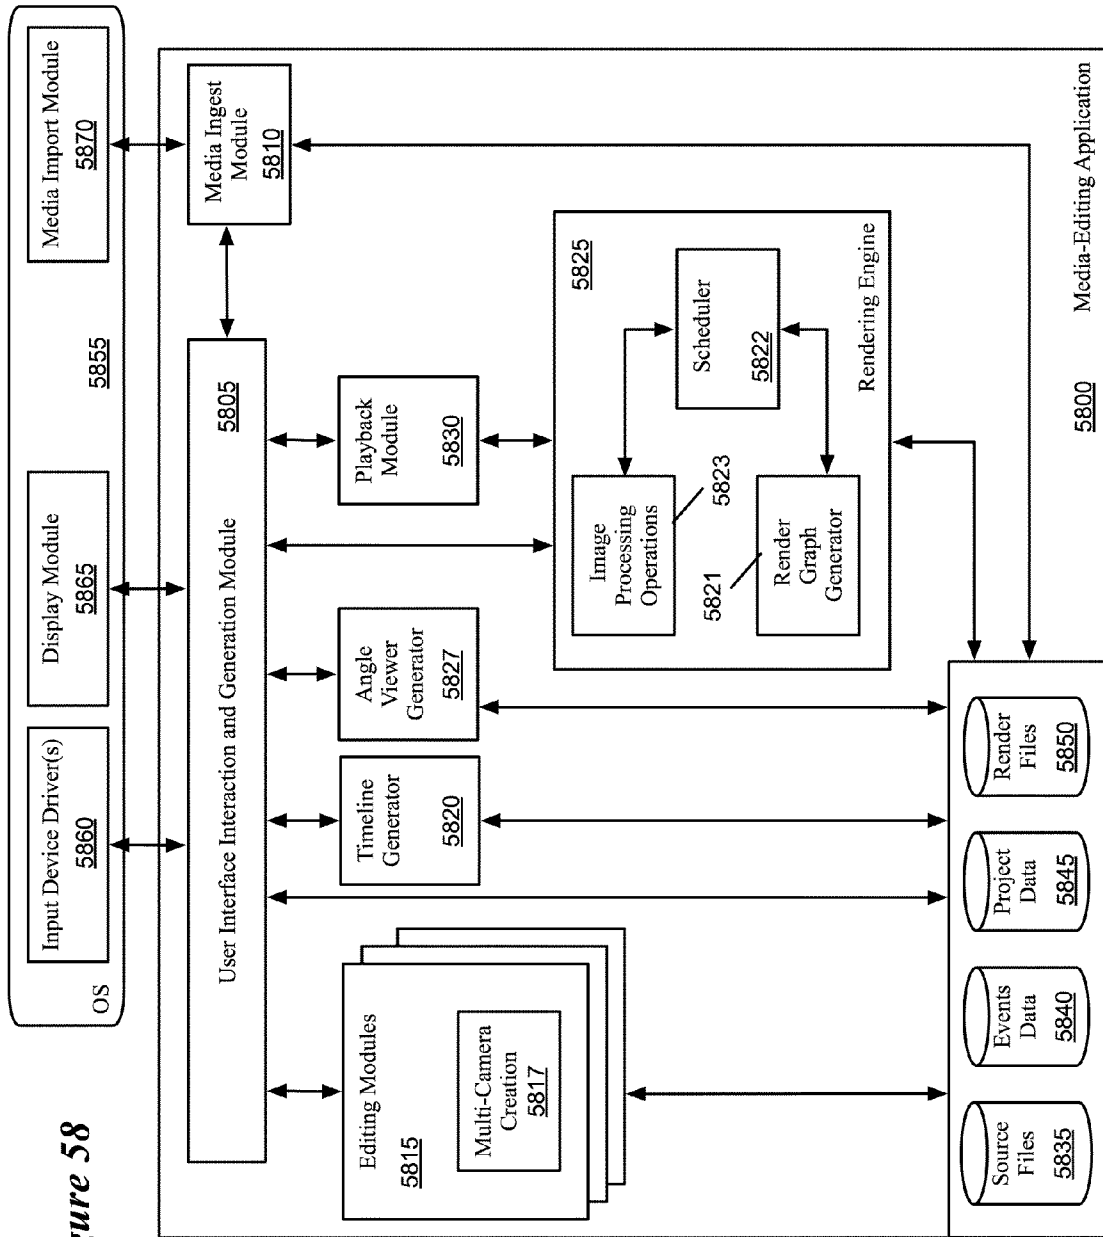 OS
Input Device Driver(s)
5860
Display Module
5865
5855
Media Import Module
5870
User Interface Interaction and Generation Module
5805
Media Ingest
Module
5810
Editing Modules
5815
Multi-Camera
Creation
5817
Timeline
Generator
5820
Angle
Viewer
Generator
5827
Playback
Module
5830
Image
Processing
Operations
5823
5821
Render
Graph
Generator
Scheduler
5822
5825
Rendering Engine
Source
Files
5835
Events
Data
5840
Project
Data
5845
Render
Files
5850
5800
Media-Editing Application
gure 58